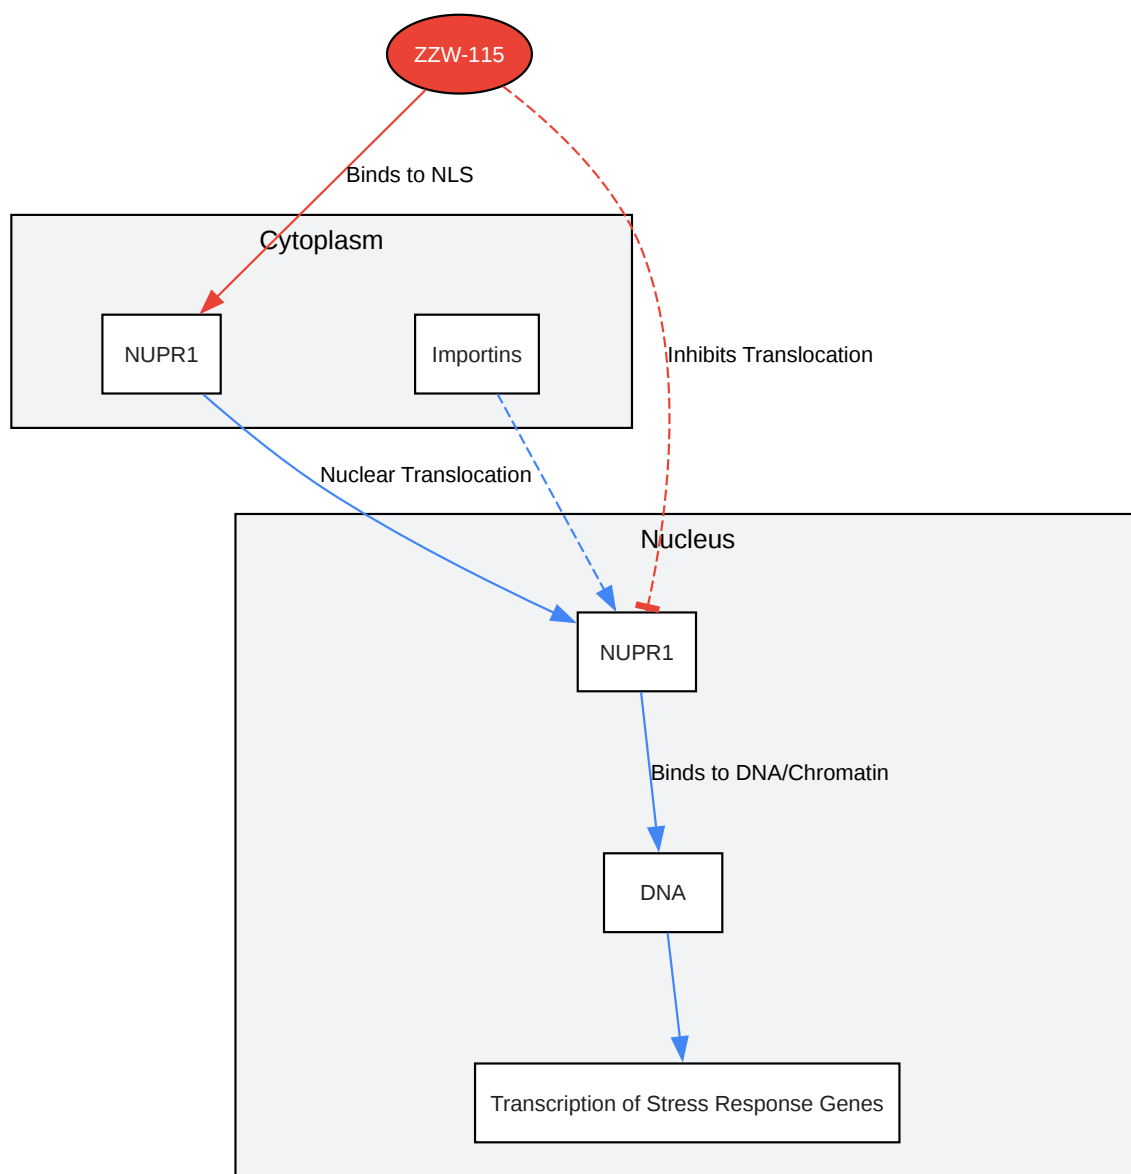 ZZW-115
Binds to NLS
Cytoplasm
NUPR1
Importins
Inhibits Translocation
Nuclear Translocation
Nucleus
NUPR1
Binds to DNA/Chromatin
DNA
Transcription of Stress Response Genes